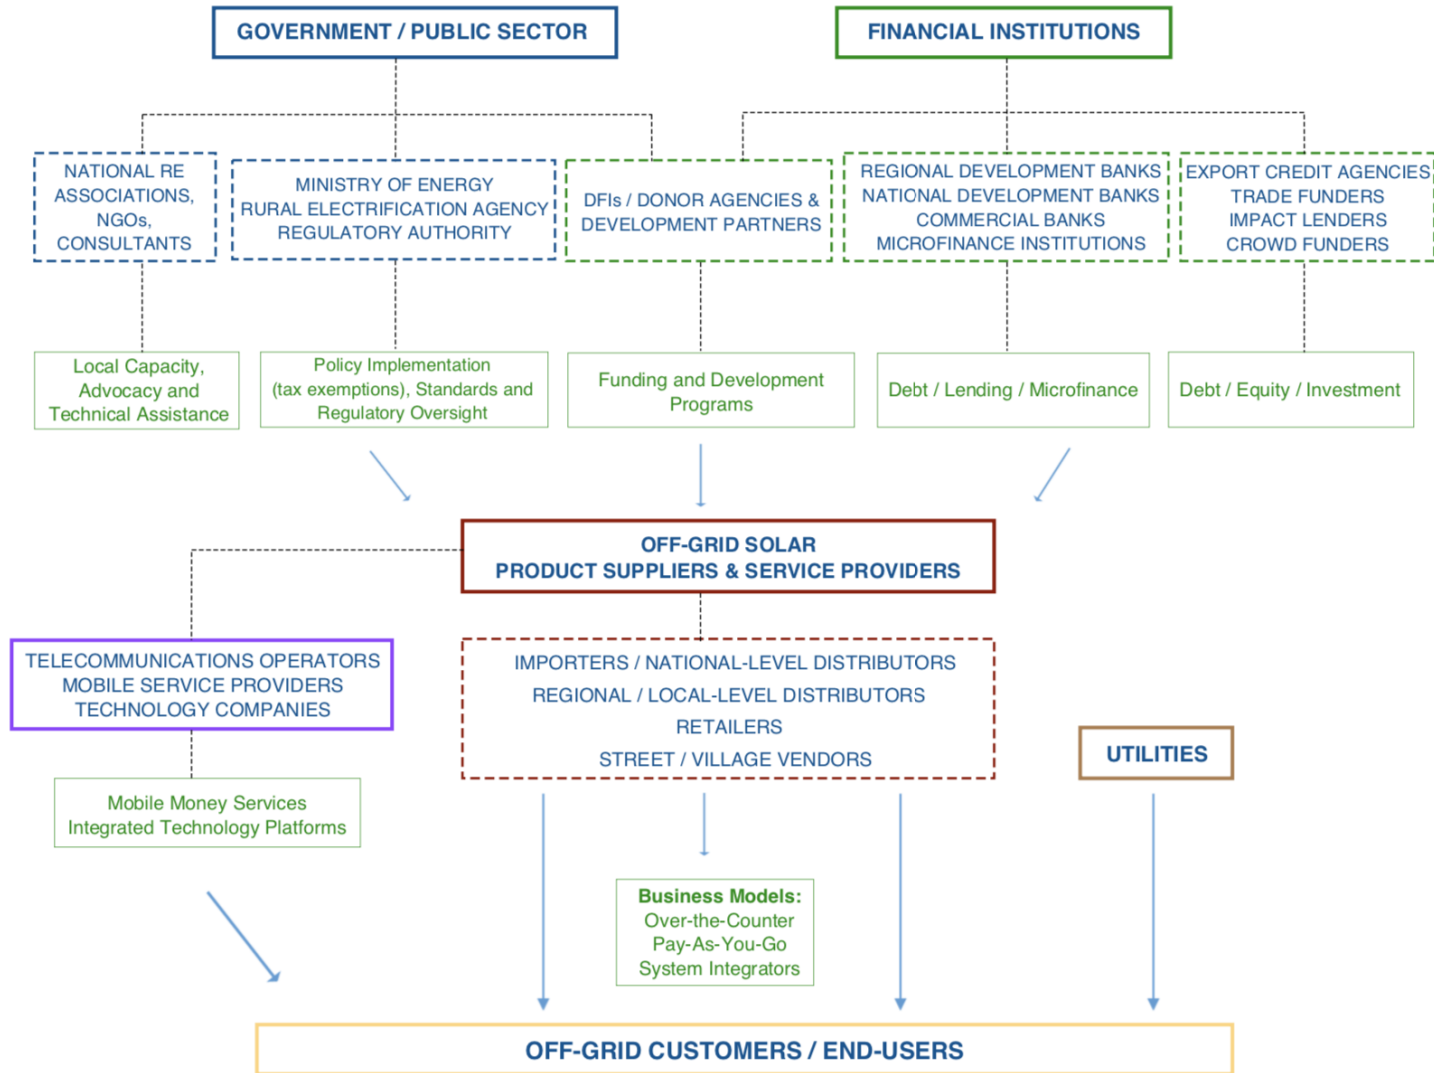 GOVERNMENT / PUBLIC SECTOR
FINANCIAL INSTITUTIONS
NATIONAL RE
ASSOCIATIONS,
NGOs,
CONSULTANTS
MINISTRY OF ENERGY
RURAL ELECTRIFICATION AGENCY
REGULATORY AUTHORITY
DFIs / DONOR AGENCIES &
DEVELOPMENT PARTNERS
REGIONAL DEVELOPMENT BANKS
NATIONAL DEVELOPMENT BANKS
COMMERCIAL BANKS
MICROFINANCE INSTITUTIONS
EXPORT CREDIT AGENCIES
TRADE FUNDERS
IMPACT LENDERS
CROWD FUNDERS
Local Capacity,
Advocacy and
Technical Assistance
Policy Implementation
(tax exemptions), Standards and
Regulatory Oversight
Funding and Development
Programs
Debt / Lending / Microfinance
Debt / Equity / Investment
OFF-GRID SOLAR
PRODUCT SUPPLIERS & SERVICE PROVIDERS
TELECOMMUNICATIONS OPERATORS
MOBILE SERVICE PROVIDERS
TECHNOLOGY COMPANIES
IMPORTERS / NATIONAL-LEVEL DISTRIBUTORS
REGIONAL / LOCAL-LEVEL DISTRIBUTORS
RETAILERS
STREET / VILLAGE VENDORS
UTILITIES
Mobile Money Services
Integrated Technology Platforms
Business Models:
Over-the-Counter
Pay-As-You-Go
System Integrators
OFF-GRID CUSTOMERS / END-USERS